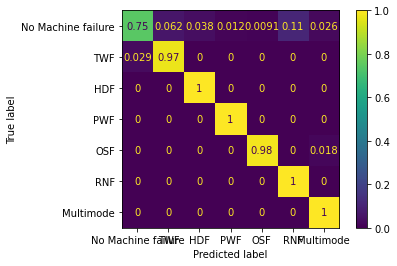 No Machine failure 0.75 0.062 0.038 0.012 0.0091 0.11 0.026
TWF 0.029 0.97 0 0 0 0 0
HDF 0 0 1 0 0 0 0
PWF 0 0 0 1 0 0 0
OSF 0 0 0 0 0.98 0 0.018
RNF 0 0 0 0 0 1 0
Multimode 0 0 0 0 0 0 1
No Machine failure TWF HDF PWF OSF RNF Multimode
Predicted label
True label
1.0
0.8
0.6
0.4
0.2
0.0